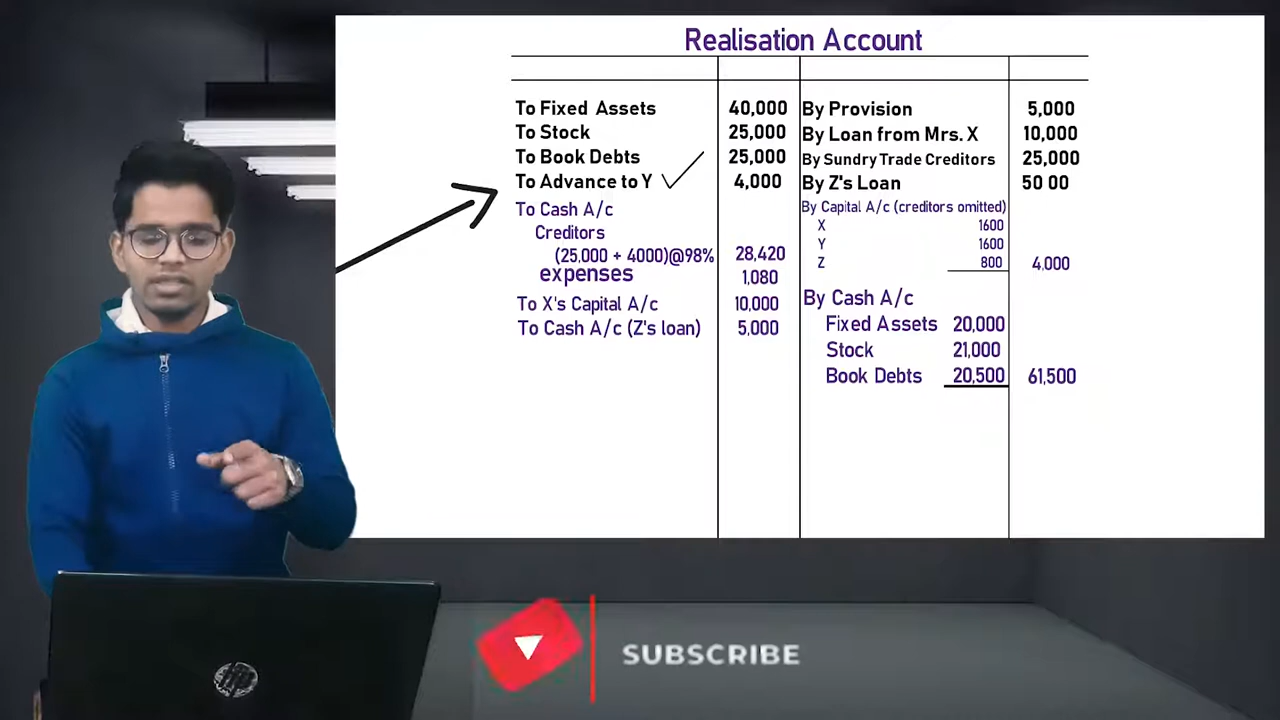 Realisation Account
To Fixed Assets 40,000 By Provision 5,000
To Stock 25,000 By Loan from Mrs. X 10,000
To Book Debts 25,000 By Sundry Trade Creditors 25,000
To Advance to Y 4,000 By Z's Loan 50 00
To Cash A/c By Capital A/c (creditors omitted)
Creditors X 1600
(25,000 + 4000)@98% 28,420 Y 1600
expenses 1,080 Z 800 4,000
To X's Capital A/c 10,000 By Cash A/c
To Cash A/c (Z's loan) 5,000 Fixed Assets 20,000
Stock 21,000
Book Debts 20,500 61,500
hp
SUBSCRIBE